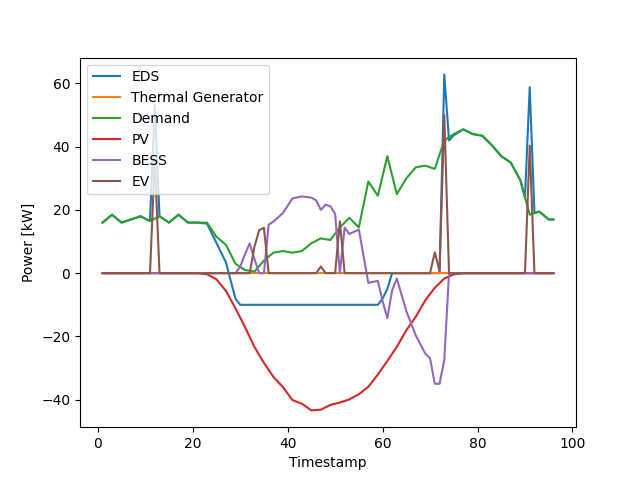 60
40
20
0
−20
−40
Power [kW]
EDS
Thermal Generator
Demand
PV
BESS
EV
0
20
40
60
80
100
Timestamp